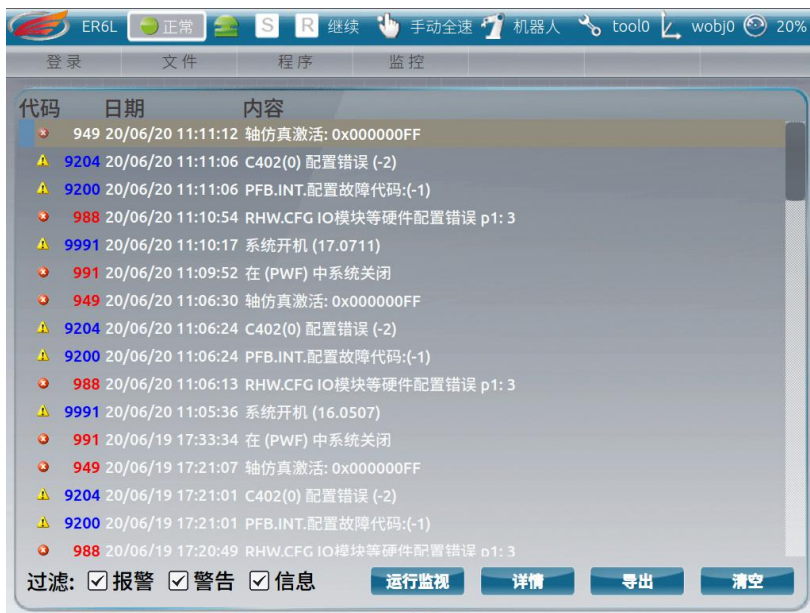 ER6L 正常 S R 继续 手动全速 机器人 tool0 wobj0 20%
登录 文件 程序 监控
代码 日期 内容
949 20/06/20 11:11:12 轴仿真激活: 0x000000FF
9204 20/06/20 11:11:06 C402(0) 配置错误 (-2)
9200 20/06/20 11:11:06 PFB.INT.配置故障代码:(-1)
988 20/06/20 11:10:54 RHW.CFG IO模块等硬件配置错误 p1: 3
9991 20/06/20 11:10:17 系统开机 (17.0711)
991 20/06/20 11:09:52 在 (PWF) 中系统关闭
949 20/06/20 11:06:30 轴仿真激活: 0x000000FF
9204 20/06/20 11:06:24 C402(0) 配置错误 (-2)
9200 20/06/20 11:06:24 PFB.INT.配置故障代码:(-1)
988 20/06/20 11:06:13 RHW.CFG IO模块等硬件配置错误 p1: 3
9991 20/06/20 11:05:36 系统开机 (16.0507)
991 20/06/19 17:33:34 在 (PWF) 中系统关闭
949 20/06/19 17:21:07 轴仿真激活: 0x000000FF
9204 20/06/19 17:21:01 C402(0) 配置错误 (-2)
9200 20/06/19 17:21:01 PFB.INT.配置故障代码:(-1)
988 20/06/19 17:20:49 RHW.CFG IO模块等硬件配置错误 p1: 3
过滤: 报警 警告 信息 运行监视 详情 导出 清空